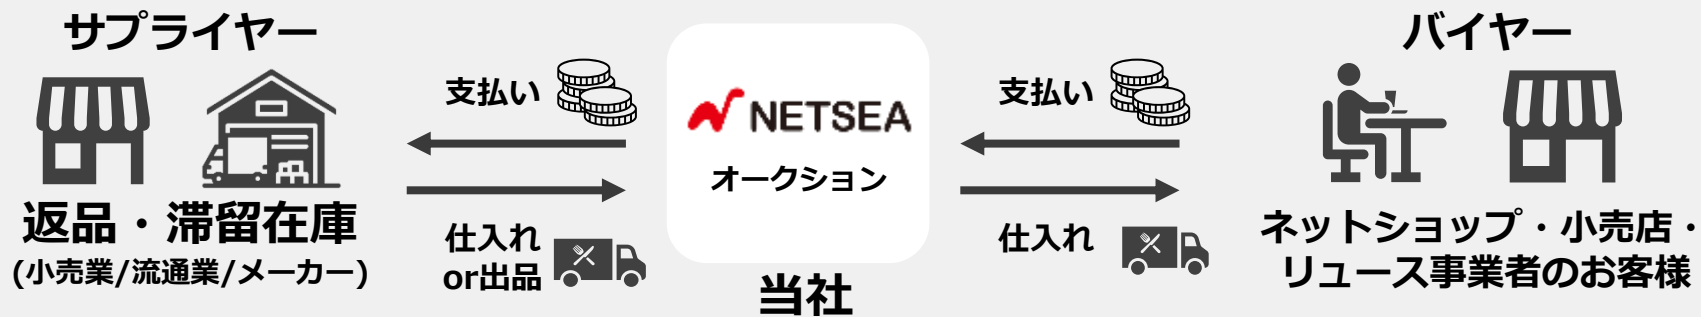 サプライヤー
返品・滞留在庫
(小売業/流通業/メーカー)
支払い
仕入れ
or出品
NETSEA
オークション
当社
支払い
仕入れ
バイヤー
ネットショップ・小売店・
リユース事業者のお客様